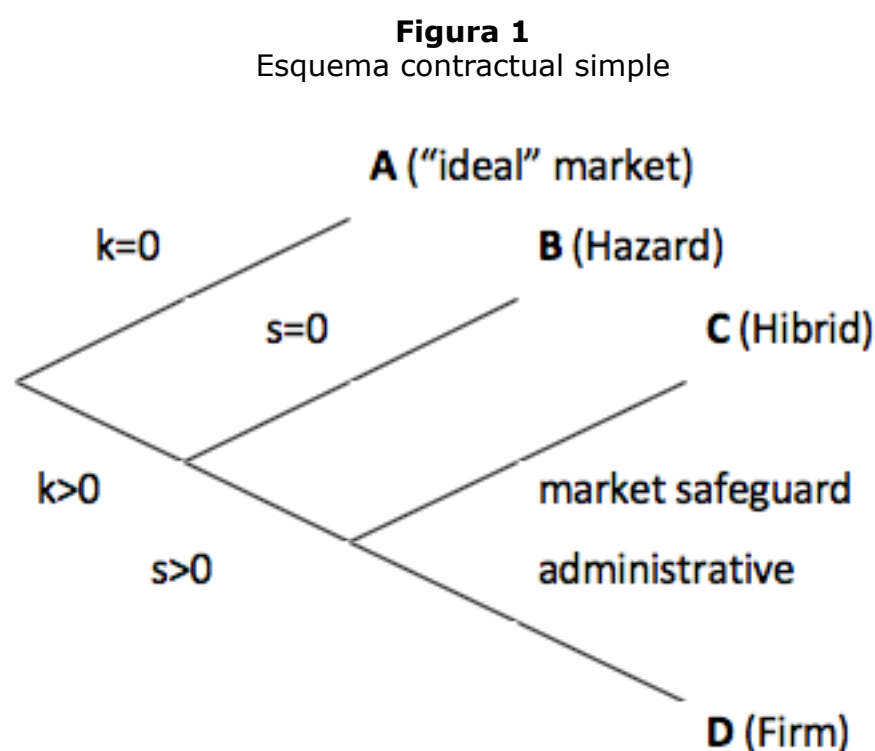 Figura 1
Esquema contractual simple
A (“ideal” market)
k=0
B (Hazard)
s=0
C (Hibrid)
k>0
market safeguard
s>0
administrative
D (Firm)